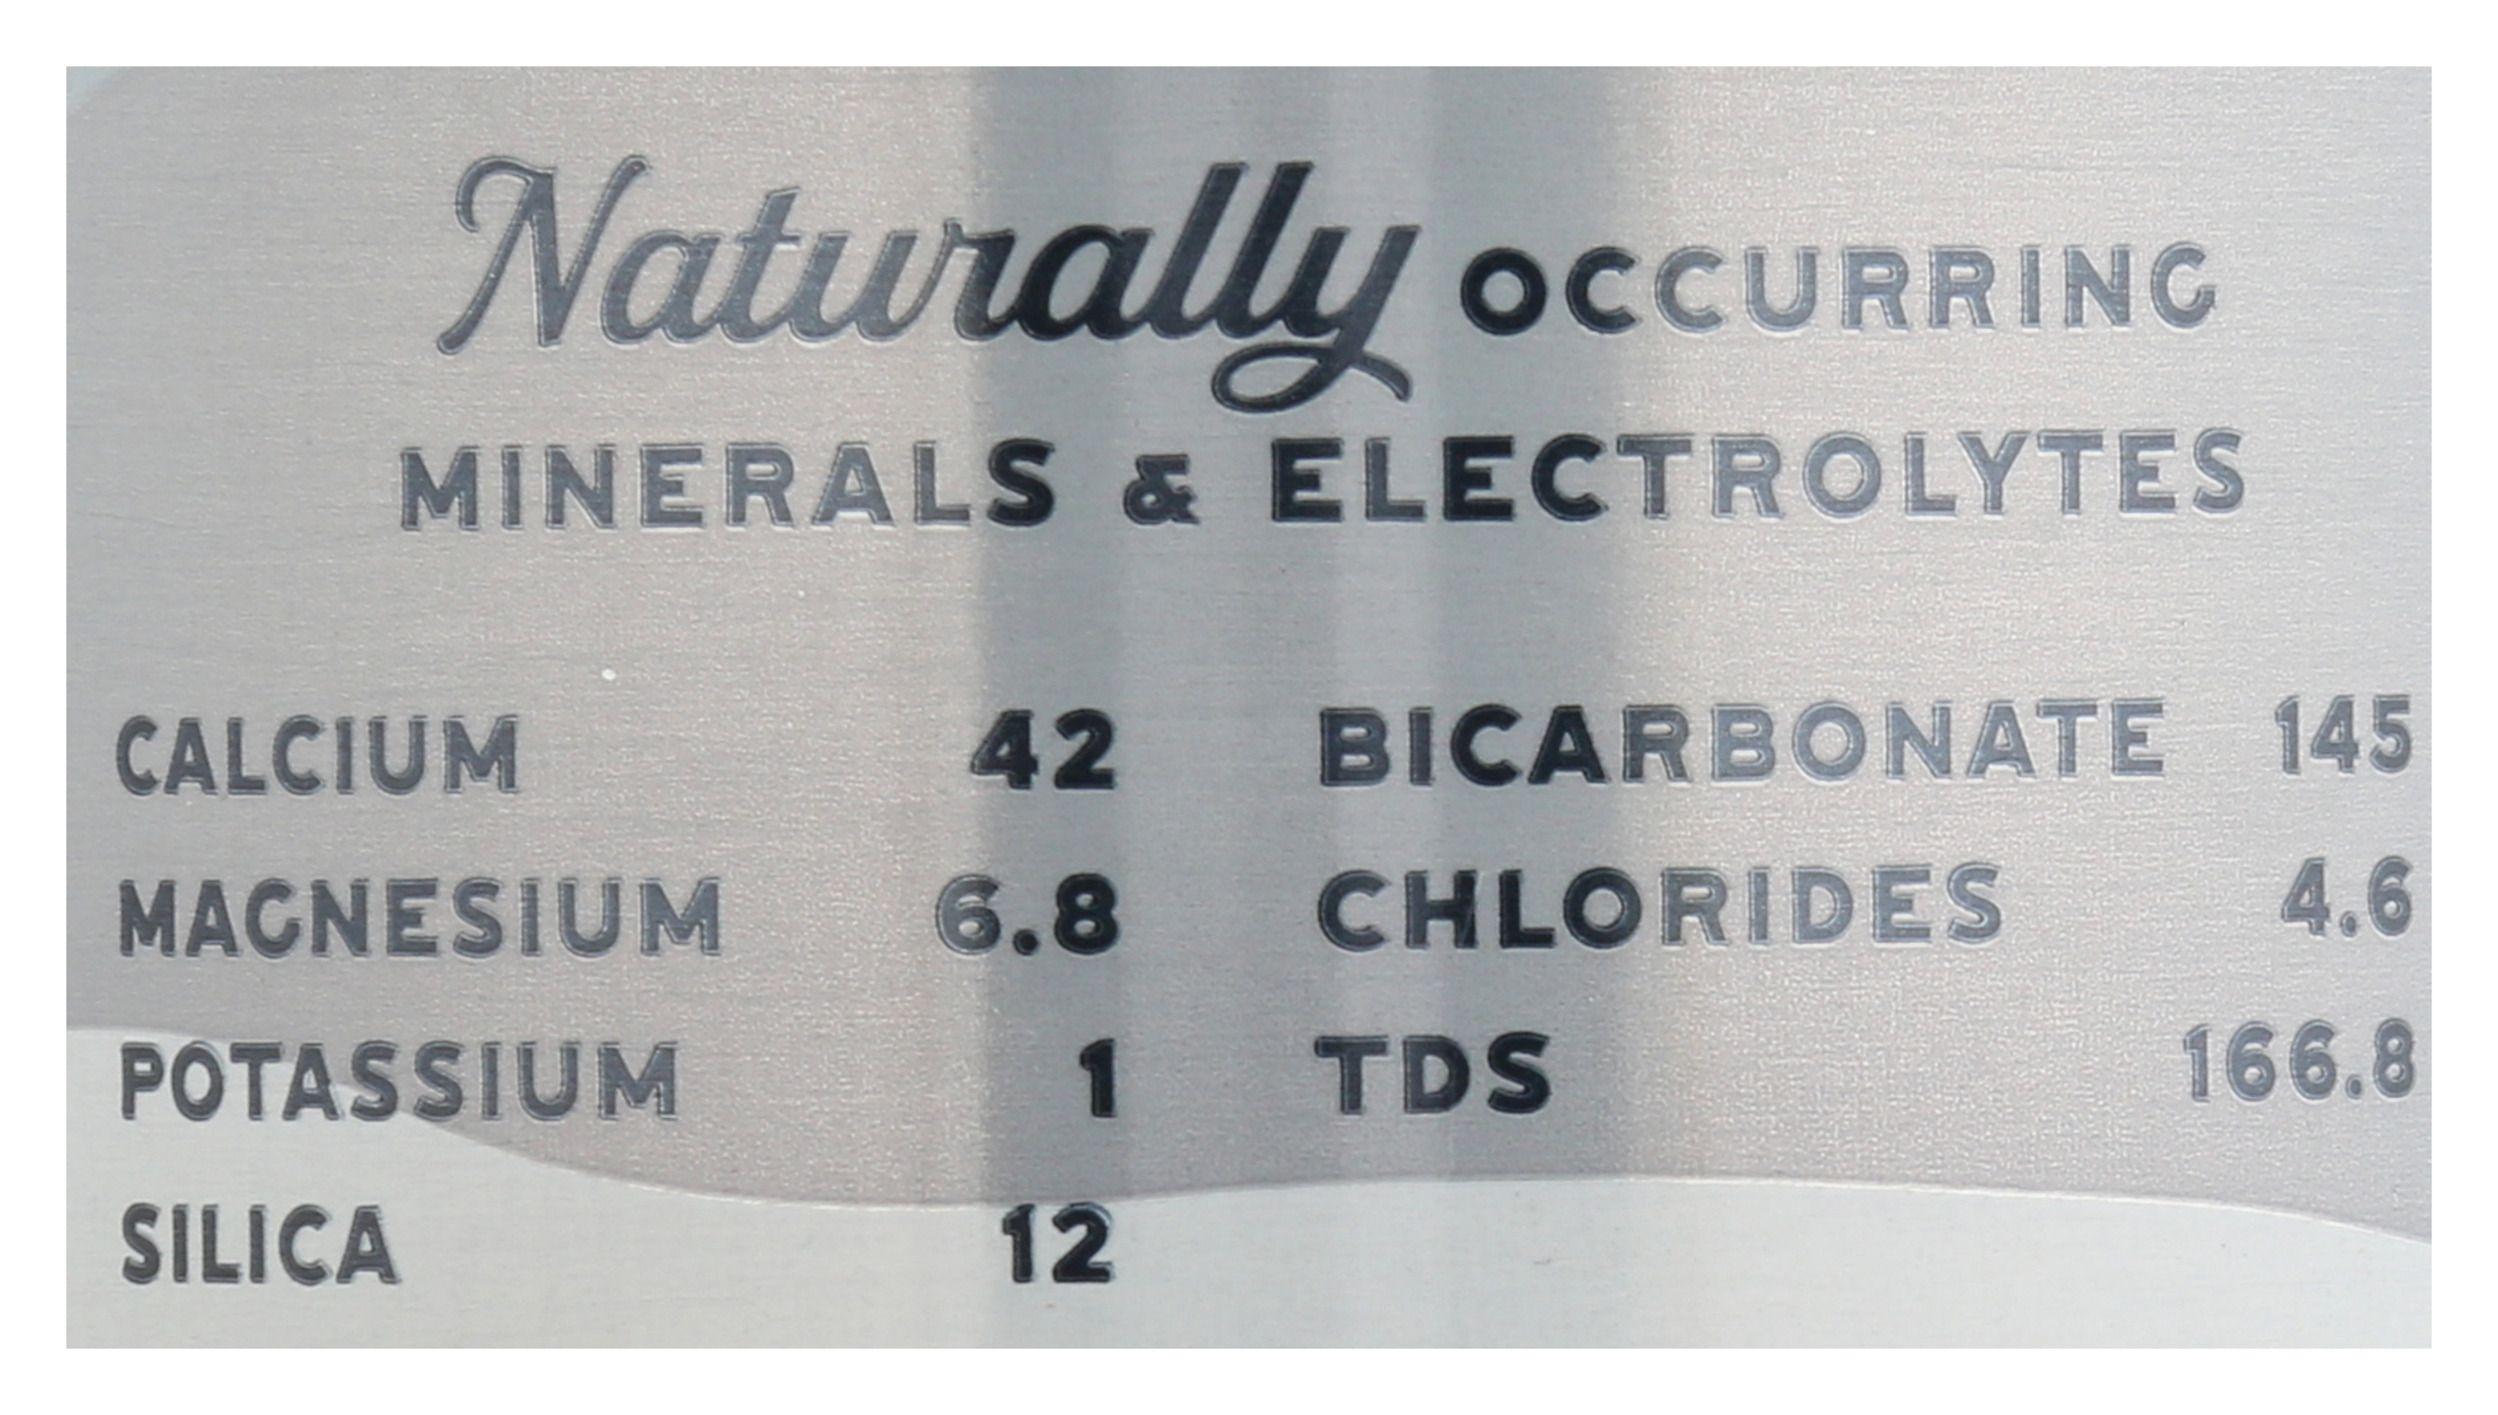 Naturally OCCURRING
MINERALS & ELECTROLYTES
CALCIUM 42 BICARBONATE 145
MAGNESIUM 6.8 CHLORIDES 4.6
POTASSIUM 1 TDS 166.8
SILICA 12